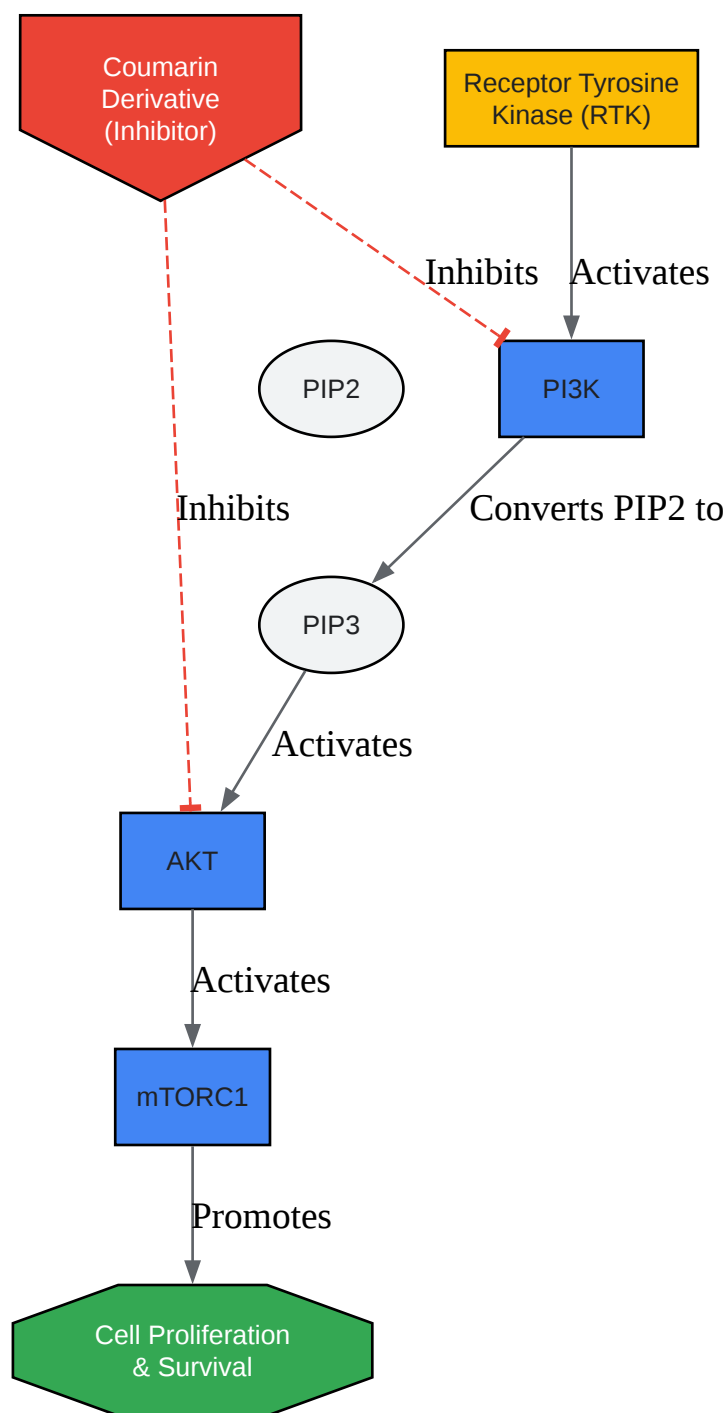 Coumarin
Derivative
(Inhibitor)
Receptor Tyrosine
Kinase (RTK)
Inhibits
Activates
PIP2
PI3K
Inhibits
Converts PIP2 to
PIP3
Activates
AKT
Activates
mTORC1
Promotes
Cell Proliferation
& Survival